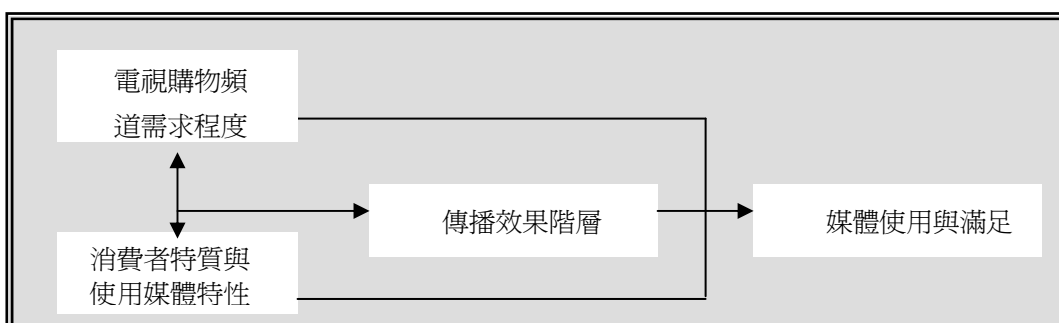 電視購物頻
道需求程度
傳播效果階層
媒體使用與滿足
消費者特質與
使用媒體特性